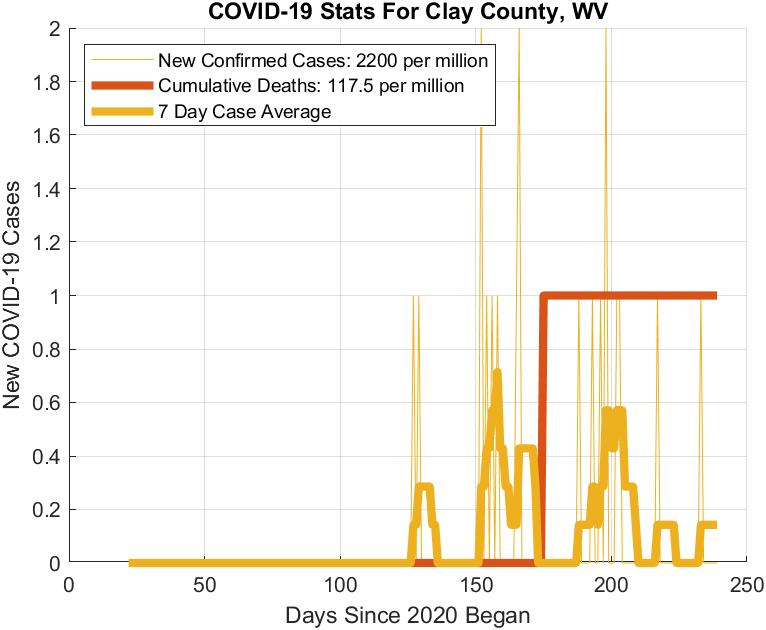 COVID-19 Stats For Clay County, WV
New Confirmed Cases: 2200 per million
Cumulative Deaths: 117.5 per million
7 Day Case Average
New COVID-19 Cases
2
1.8
1.6
1.4
1.2
1
0.8
0.6
0.4
0.2
0
0 50 100 150 200 250
Days Since 2020 Began